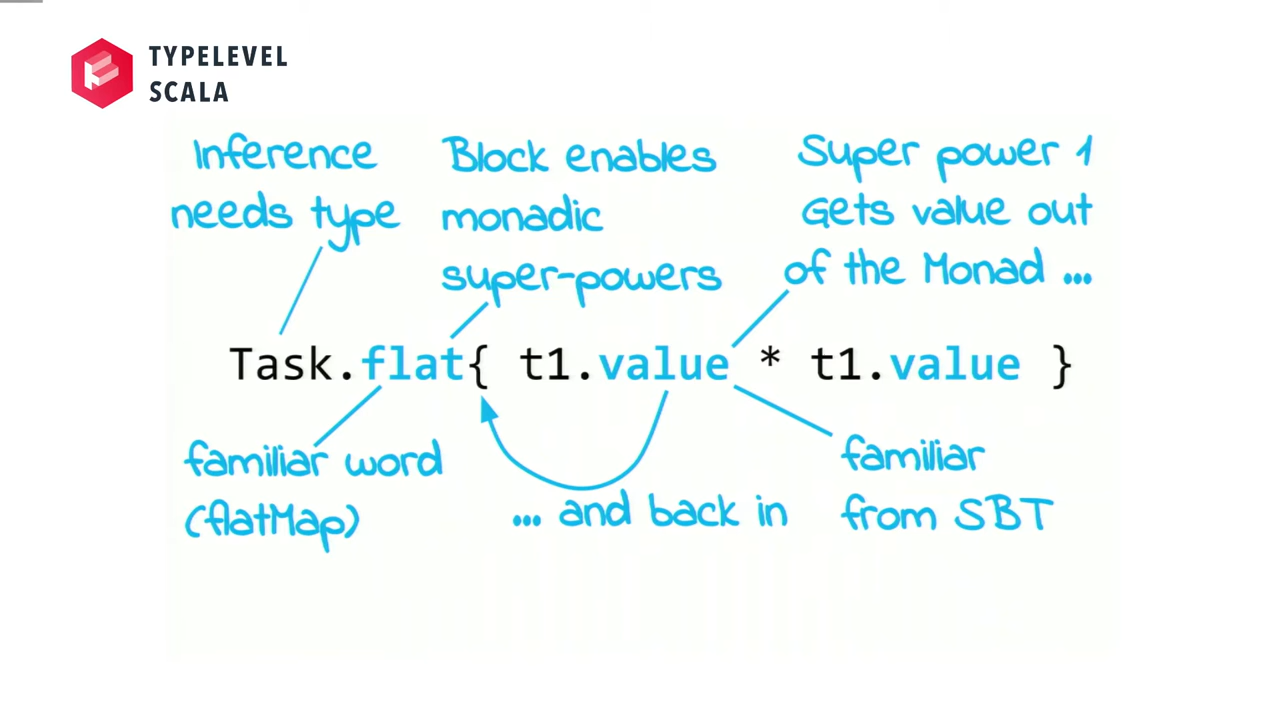 TYPELEVEL
SCALA
Inference
needs type
Block enables
monadic
super-powers
Super power 1
Gets value out
of the Monad ...
Task.flat{ t1.value * t1.value }
familiar word
(flatMap)
... and back in
familiar
from SBT